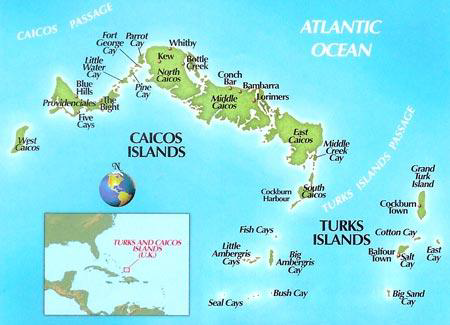 CAICOS PASSAGE
ATLANTIC
OCEAN
Fort
George
Cay
Parrot
Cay
Whitby
Kew
Bottle
Creek
North
Caicos
Little
Water
Cay
Pine
Cay
Conch
Bar
Bambarra
Lorimers
Middle
Caicos
Blue
Hills
Providenciales
The
Bight
Five
Cays
West
Caicos
CAICOS
ISLANDS
East
Caicos
Middle
Creek
Cay
TURKS ISLANDS PASSAGE
South
Caicos
Cockburn
Harbour
Grand
Turk
Island
Cockburn
Town
TURKS
ISLANDS
N
TURKS AND CAICOS
ISLANDS
(U.K.)
Fish Cays
Little
Ambergris
Cays
Big
Ambergris
Cay
Cotton Cay
Balfour
Town
Salt
Cay
East
Cay
Seal Cays
Bush Cay
Big Sand Cay